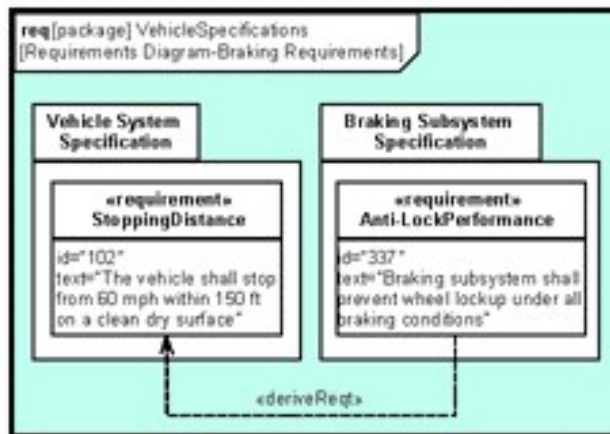 req [package] VehicleSpecifications
[Requirements Diagram-Braking Requirements]
Vehicle System
Specification
«requirement»
StoppingDistance
id="102"
text="The vehicle shall stop
from 60 mph within 150 ft
on a clean dry surface"
Braking Subsystem
Specification
«requirement»
Anti-LockPerformance
id="337"
text="Braking subsystem shall
prevent wheel lockup under all
braking conditions"
«deriveReqt»